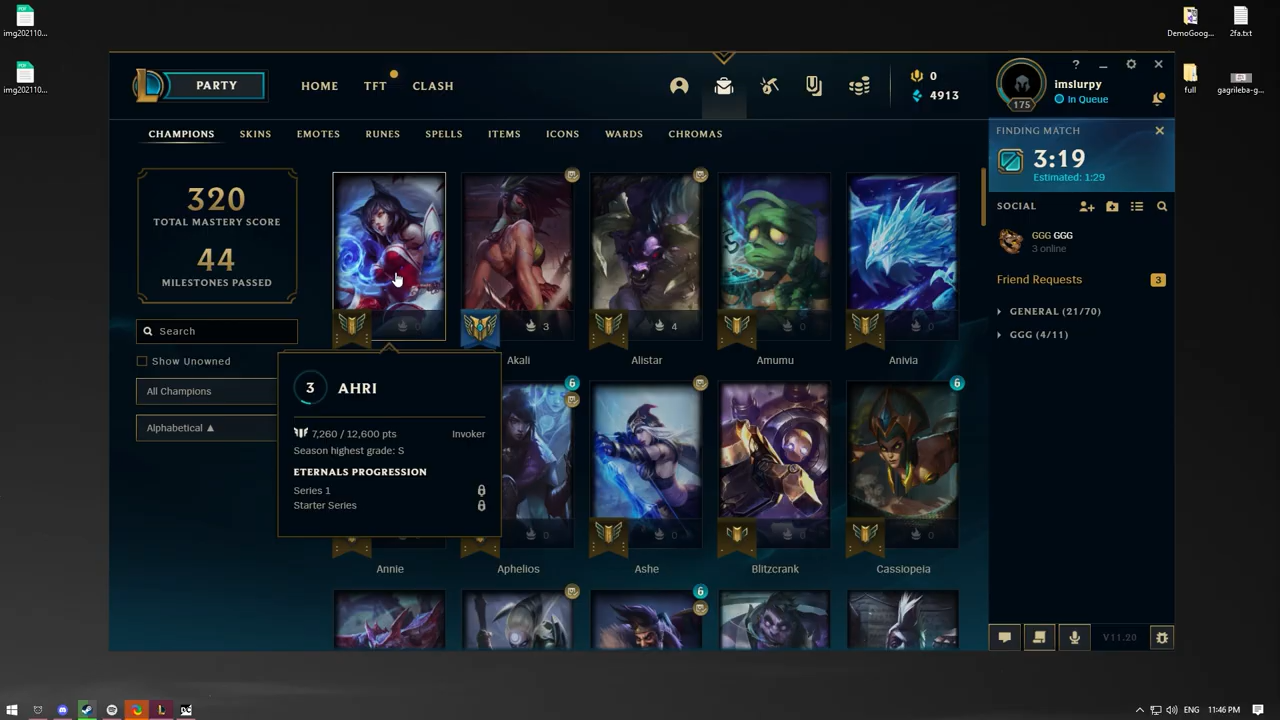 img202110...
img202110...
DemoGoog...
2fa.txt
full
gagrileba-g...
PARTY
HOME
TFT
CLASH
0
4913
?
175
imslurpy
In Queue
CHAMPIONS
SKINS
EMOTES
RUNES
SPELLS
ITEMS
ICONS
WARDS
CHROMAS
FINDING MATCH
3:19
Estimated: 1:29
320
TOTAL MASTERY SCORE
44
MILESTONES PASSED
Search
Show Unowned
All Champions
Alphabetical ▲
0
3
4
0
0
Akali
Alistar
Amumu
Anivia
3
AHRI
7,260 / 12,600 pts
Invoker
Season highest grade: S
ETERNALS PROGRESSION
Series 1
Starter Series
6
6
0
0
Annie
Aphelios
Ashe
Blitzcrank
Cassiopeia
6
SOCIAL
GGG GGG
3 online
Friend Requests
3
GENERAL (21/70)
GGG (4/11)
V11.20
ENG
11:46 PM